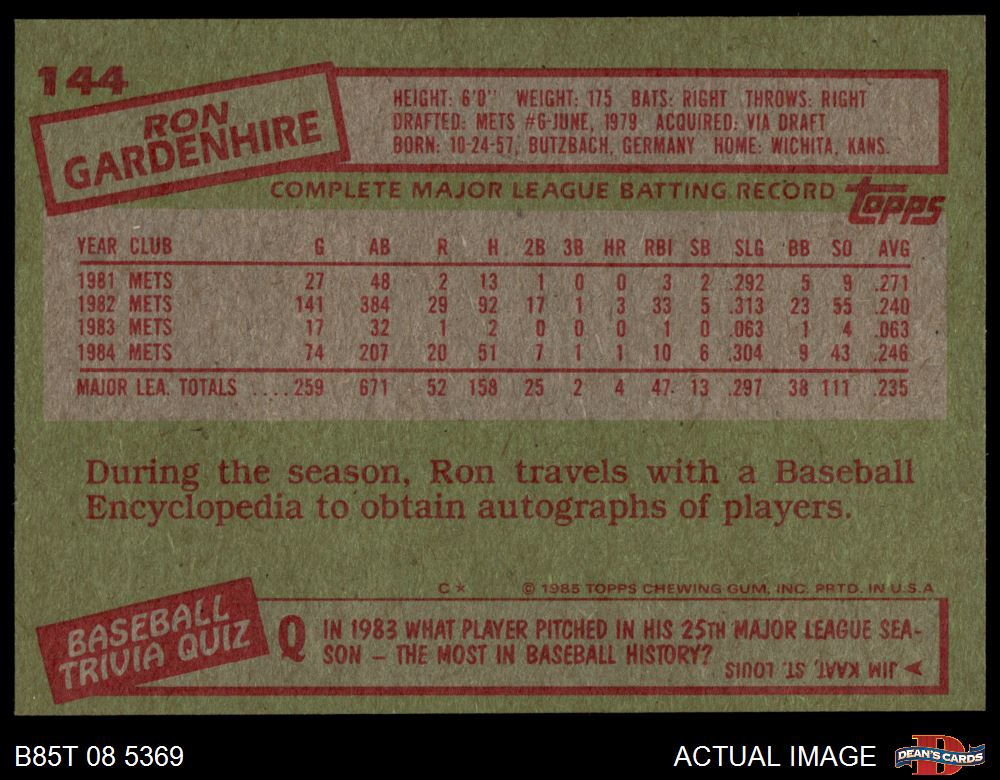 144
RON
GARDENHIRE
HEIGHT: 6'0" WEIGHT: 175 BATS: RIGHT THROWS: RIGHT
DRAFTED: METS #6-JUNE, 1979 ACQUIRED: VIA DRAFT
BORN: 10-24-57, BUTZBACH, GERMANY HOME: WICHITA, KANS.
COMPLETE MAJOR LEAGUE BATTING RECORD
topps
YEAR CLUB G AB R H 2B 3B HR RBI SB SLG BB SO AVG
1981 METS 27 48 2 13 1 0 0 3 2 .292 5 9 .271
1982 METS 141 384 29 92 17 1 3 33 5 .313 23 55 .240
1983 METS 17 32 1 2 0 0 0 1 0 .063 1 4 .063
1984 METS 74 207 20 51 7 1 1 10 6 .304 9 43 .246
MAJOR LEA. TOTALS ....259 671 52 158 25 2 4 47 13 .297 38 111 .235
During the season, Ron travels with a Baseball
Encyclopedia to obtain autographs of players.
C* © 1985 TOPPS CHEWING GUM, INC. PRTD. IN U.S.A.
BASEBALL
TRIVIA QUIZ
Q IN 1983 WHAT PLAYER PITCHED IN HIS 25TH MAJOR LEAGUE SEA-
SON – THE MOST IN BASEBALL HISTORY?
JIM KAAT, ST. LOUIS
B85T 08 5369
ACTUAL IMAGE
D
DEAN'S CARDS